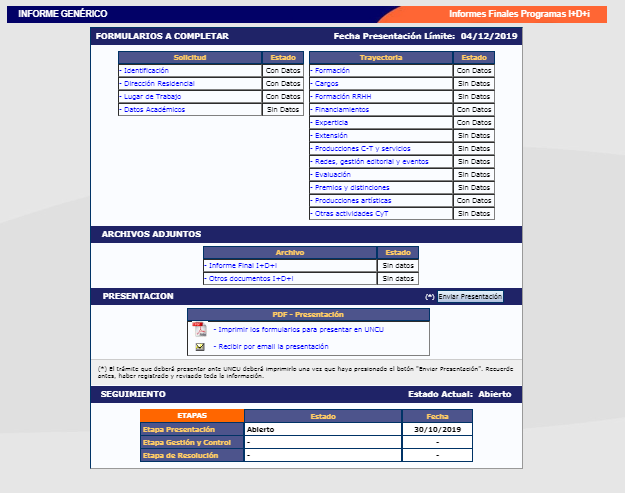 INFORME GENÉRICO Informes Finales Programas I+D+i
FORMULARIOS A COMPLETAR Fecha Presentación Límite: 04/12/2019
Solicitud Estado
- Identificación Con Datos
- Dirección Residencial Con Datos
- Lugar de Trabajo Con Datos
- Datos Académicos Sin Datos
Trayectoria Estado
- Formación Con Datos
- Cargos Sin Datos
- Formación RRHH Sin Datos
- Financiamientos Con Datos
- Experticia Con Datos
- Extensión Sin Datos
- Producciones C-T y servicios Sin Datos
- Redes, gestión editorial y eventos Sin Datos
- Evaluación Sin Datos
- Premios y distinciones Sin Datos
- Producciones artísticas Con Datos
- Otras actividades CyT Sin Datos
ARCHIVOS ADJUNTOS
Archivo Estado
- Informe Final I+D+i Sin datos
- Otros documentos I+D+i Sin datos
PRESENTACION (*) Enviar Presentación
PDF - Presentación
- Imprimir los formularios para presentar en UNCU
- Recibir por email la presentación
(*) El trámite que deberá presentar ante UNCU deberá imprimirlo una vez que haya presionado el botón "Enviar Presentación". Recuerde
antes, haber registrado y revisado toda la información.
SEGUIMIENTO Estado Actual: Abierto
ETAPAS Estado Fecha
Etapa Presentación Abierto 30/10/2019
Etapa Gestión y Control - -
Etapa de Resolución - -